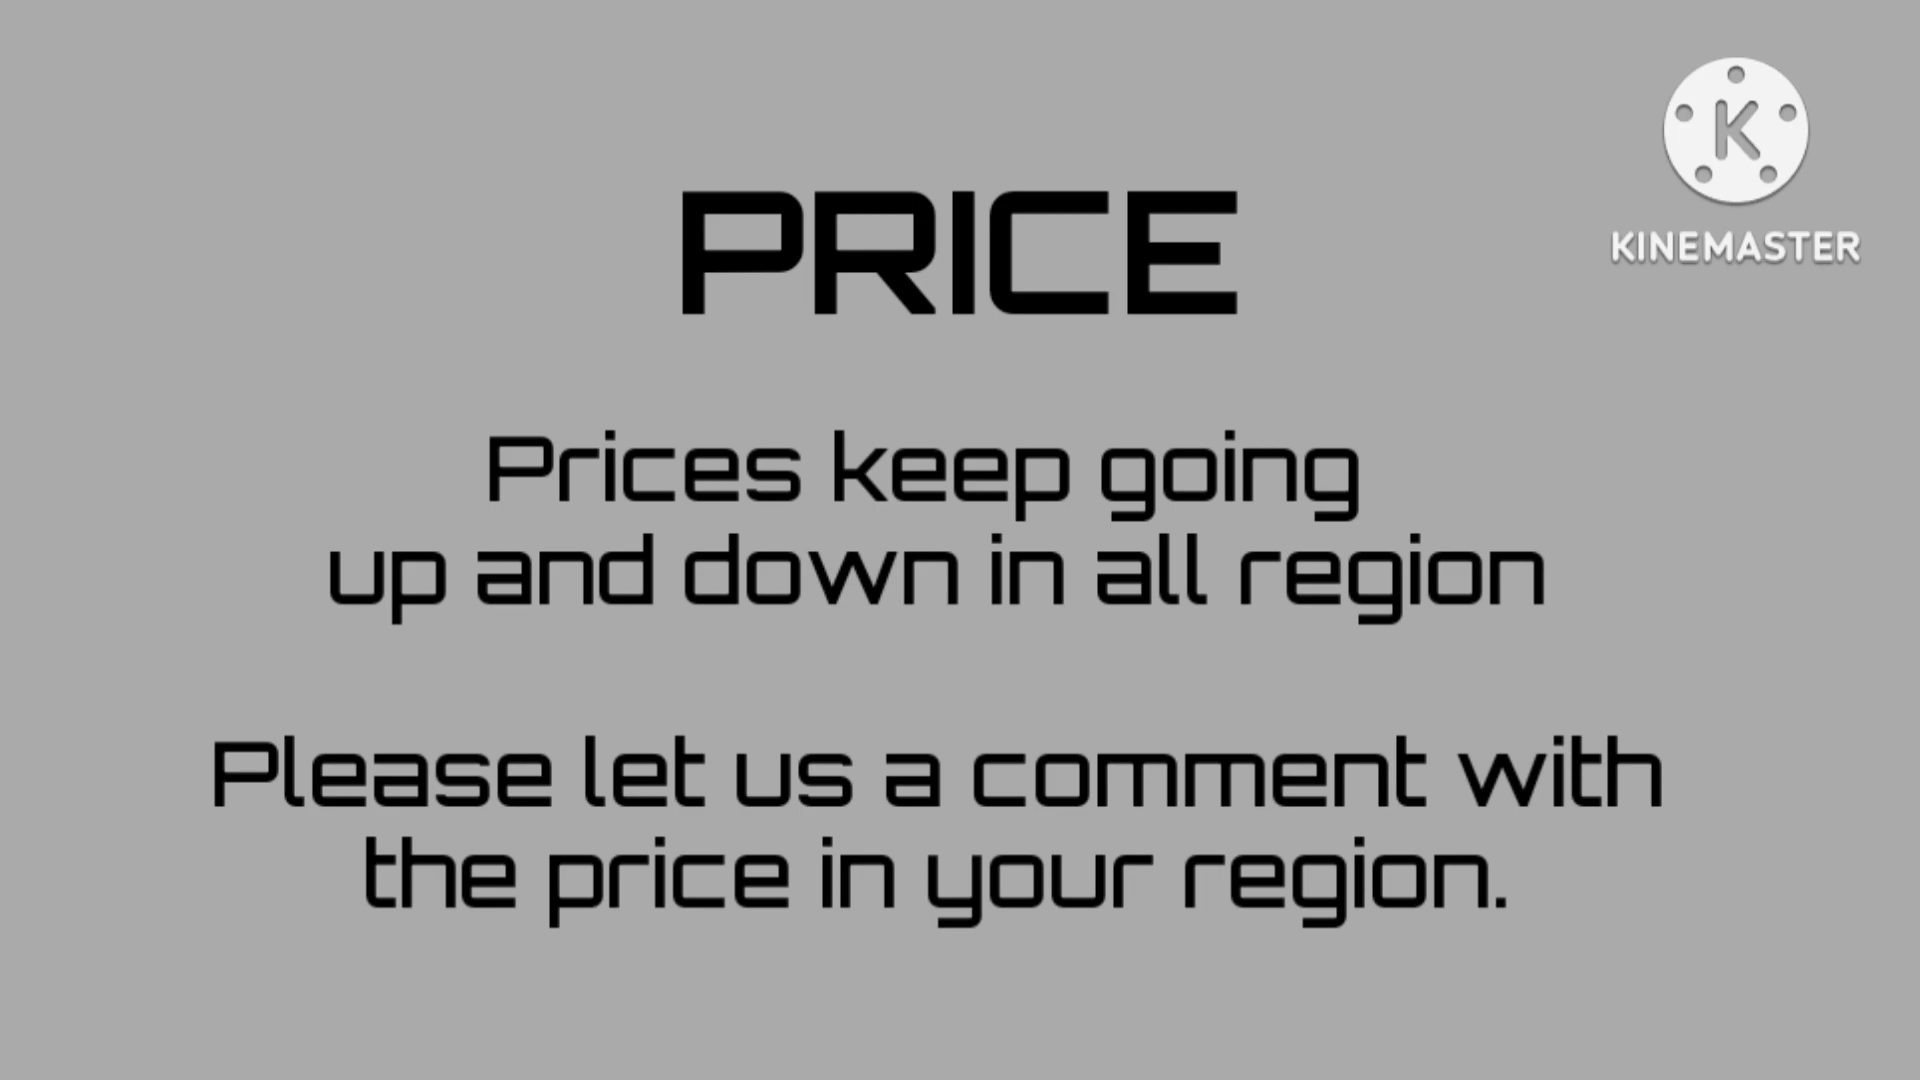 PRICE
K
KINEMASTER
Prices keep going
up and down in all region
Please let us a comment with
the price in your region.